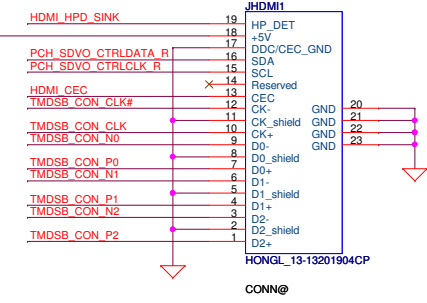 JHDMI1
HDMI_HPD_SINK 19 HP_DET
18 +5V
17 DDC/CEC_GND
PCH_SDVO_CTRLDATA_R 16 SDA
PCH_SDVO_CTRLCLK_R 15 SCL
14 Reserved
HDMI_CEC 13 CEC
TMDSB_CON_CLK# 12 CK- GND 20
11 CK_shield GND 21
TMDSB_CON_CLK 10 CK+ GND 22
TMDSB_CON_N0 9 D0- GND 23
8 D0_shield
TMDSB_CON_P0 7 D0+
TMDSB_CON_N1 6 D1-
5 D1_shield
TMDSB_CON_P1 4 D1+
TMDSB_CON_N2 3 D2-
2 D2_shield
TMDSB_CON_P2 1 D2+
HONGL_13-13201904CP
CONN@